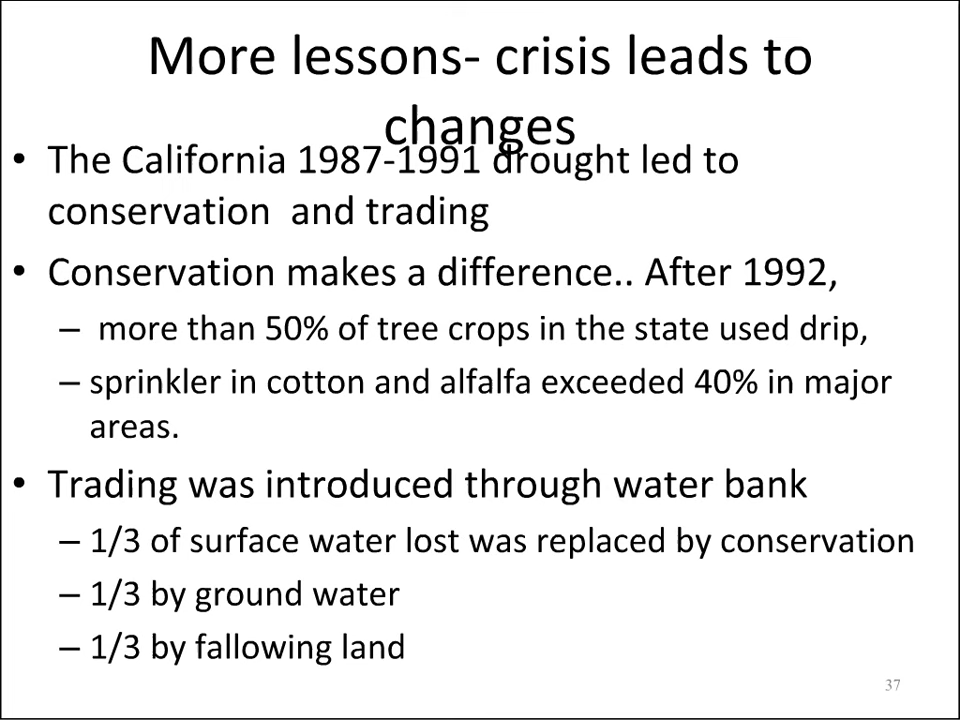 More lessons- crisis leads to
changes
• The California 1987-1991 drought led to
conservation  and trading
• Conservation makes a difference.. After 1992,
–  more than 50% of tree crops in the state used drip,
– sprinkler in cotton and alfalfa exceeded 40% in major
areas.
• Trading was introduced through water bank
– 1/3 of surface water lost was replaced by conservation
– 1/3 by ground water
– 1/3 by fallowing land
37